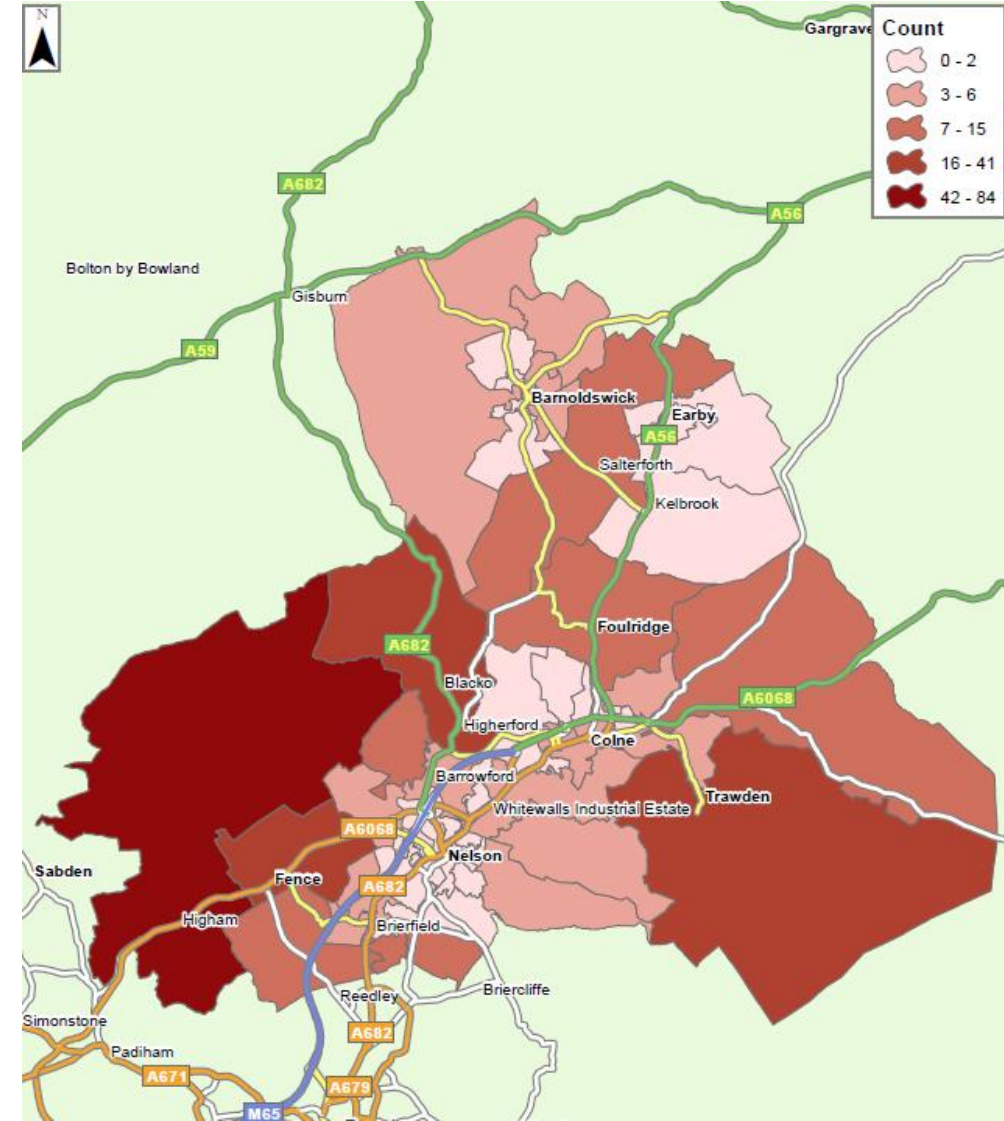 N
Gargrave
Count
0 - 2
3 - 6
7 - 15
16 - 41
42 - 84
A682
A56
Bolton by Bowland
Gisburn
A59
Barnoldswick
Earby
A56
Salterforth
Kelbrook
Foulridge
A682
Blacko
A6068
Higherford
Colne
Barrowford
Trawden
Whitewalls Industrial Estate
A6068
Nelson
Sabden
Fence
A682
Higham
Brierfield
Reedley
Briercliffe
Simonstone
A682
Padiham
A671
A679
M65